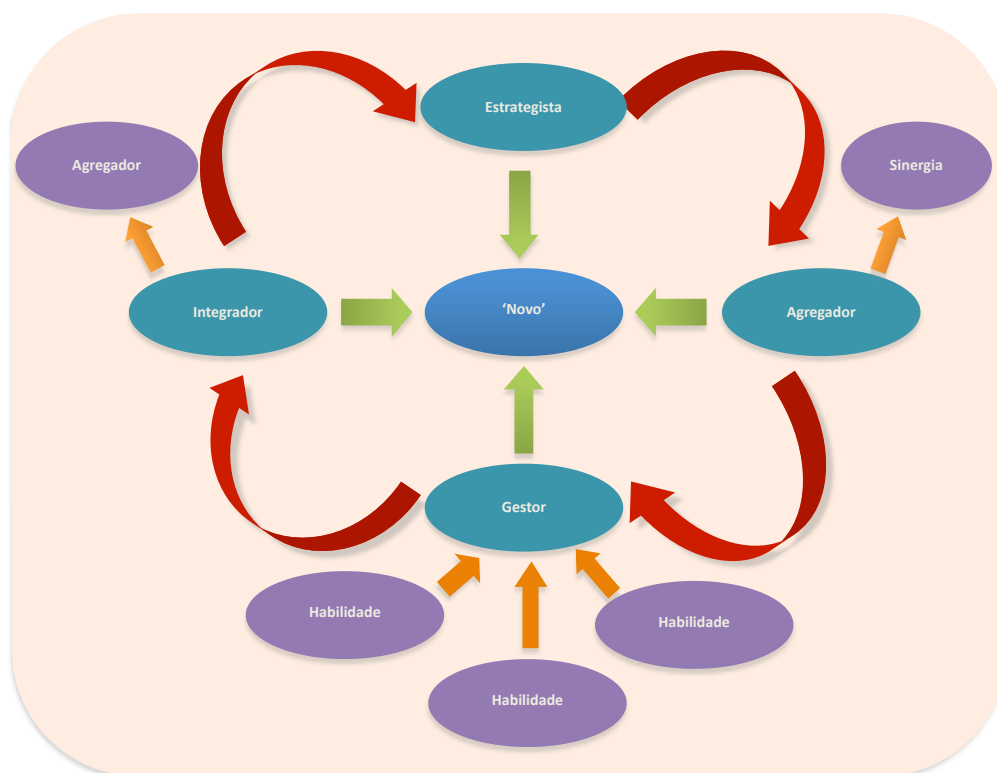 Estrategista
Agregador
Sinergia
Integrador
‘Novo’
Agregador
Gestor
Habilidade
Habilidade
Habilidade